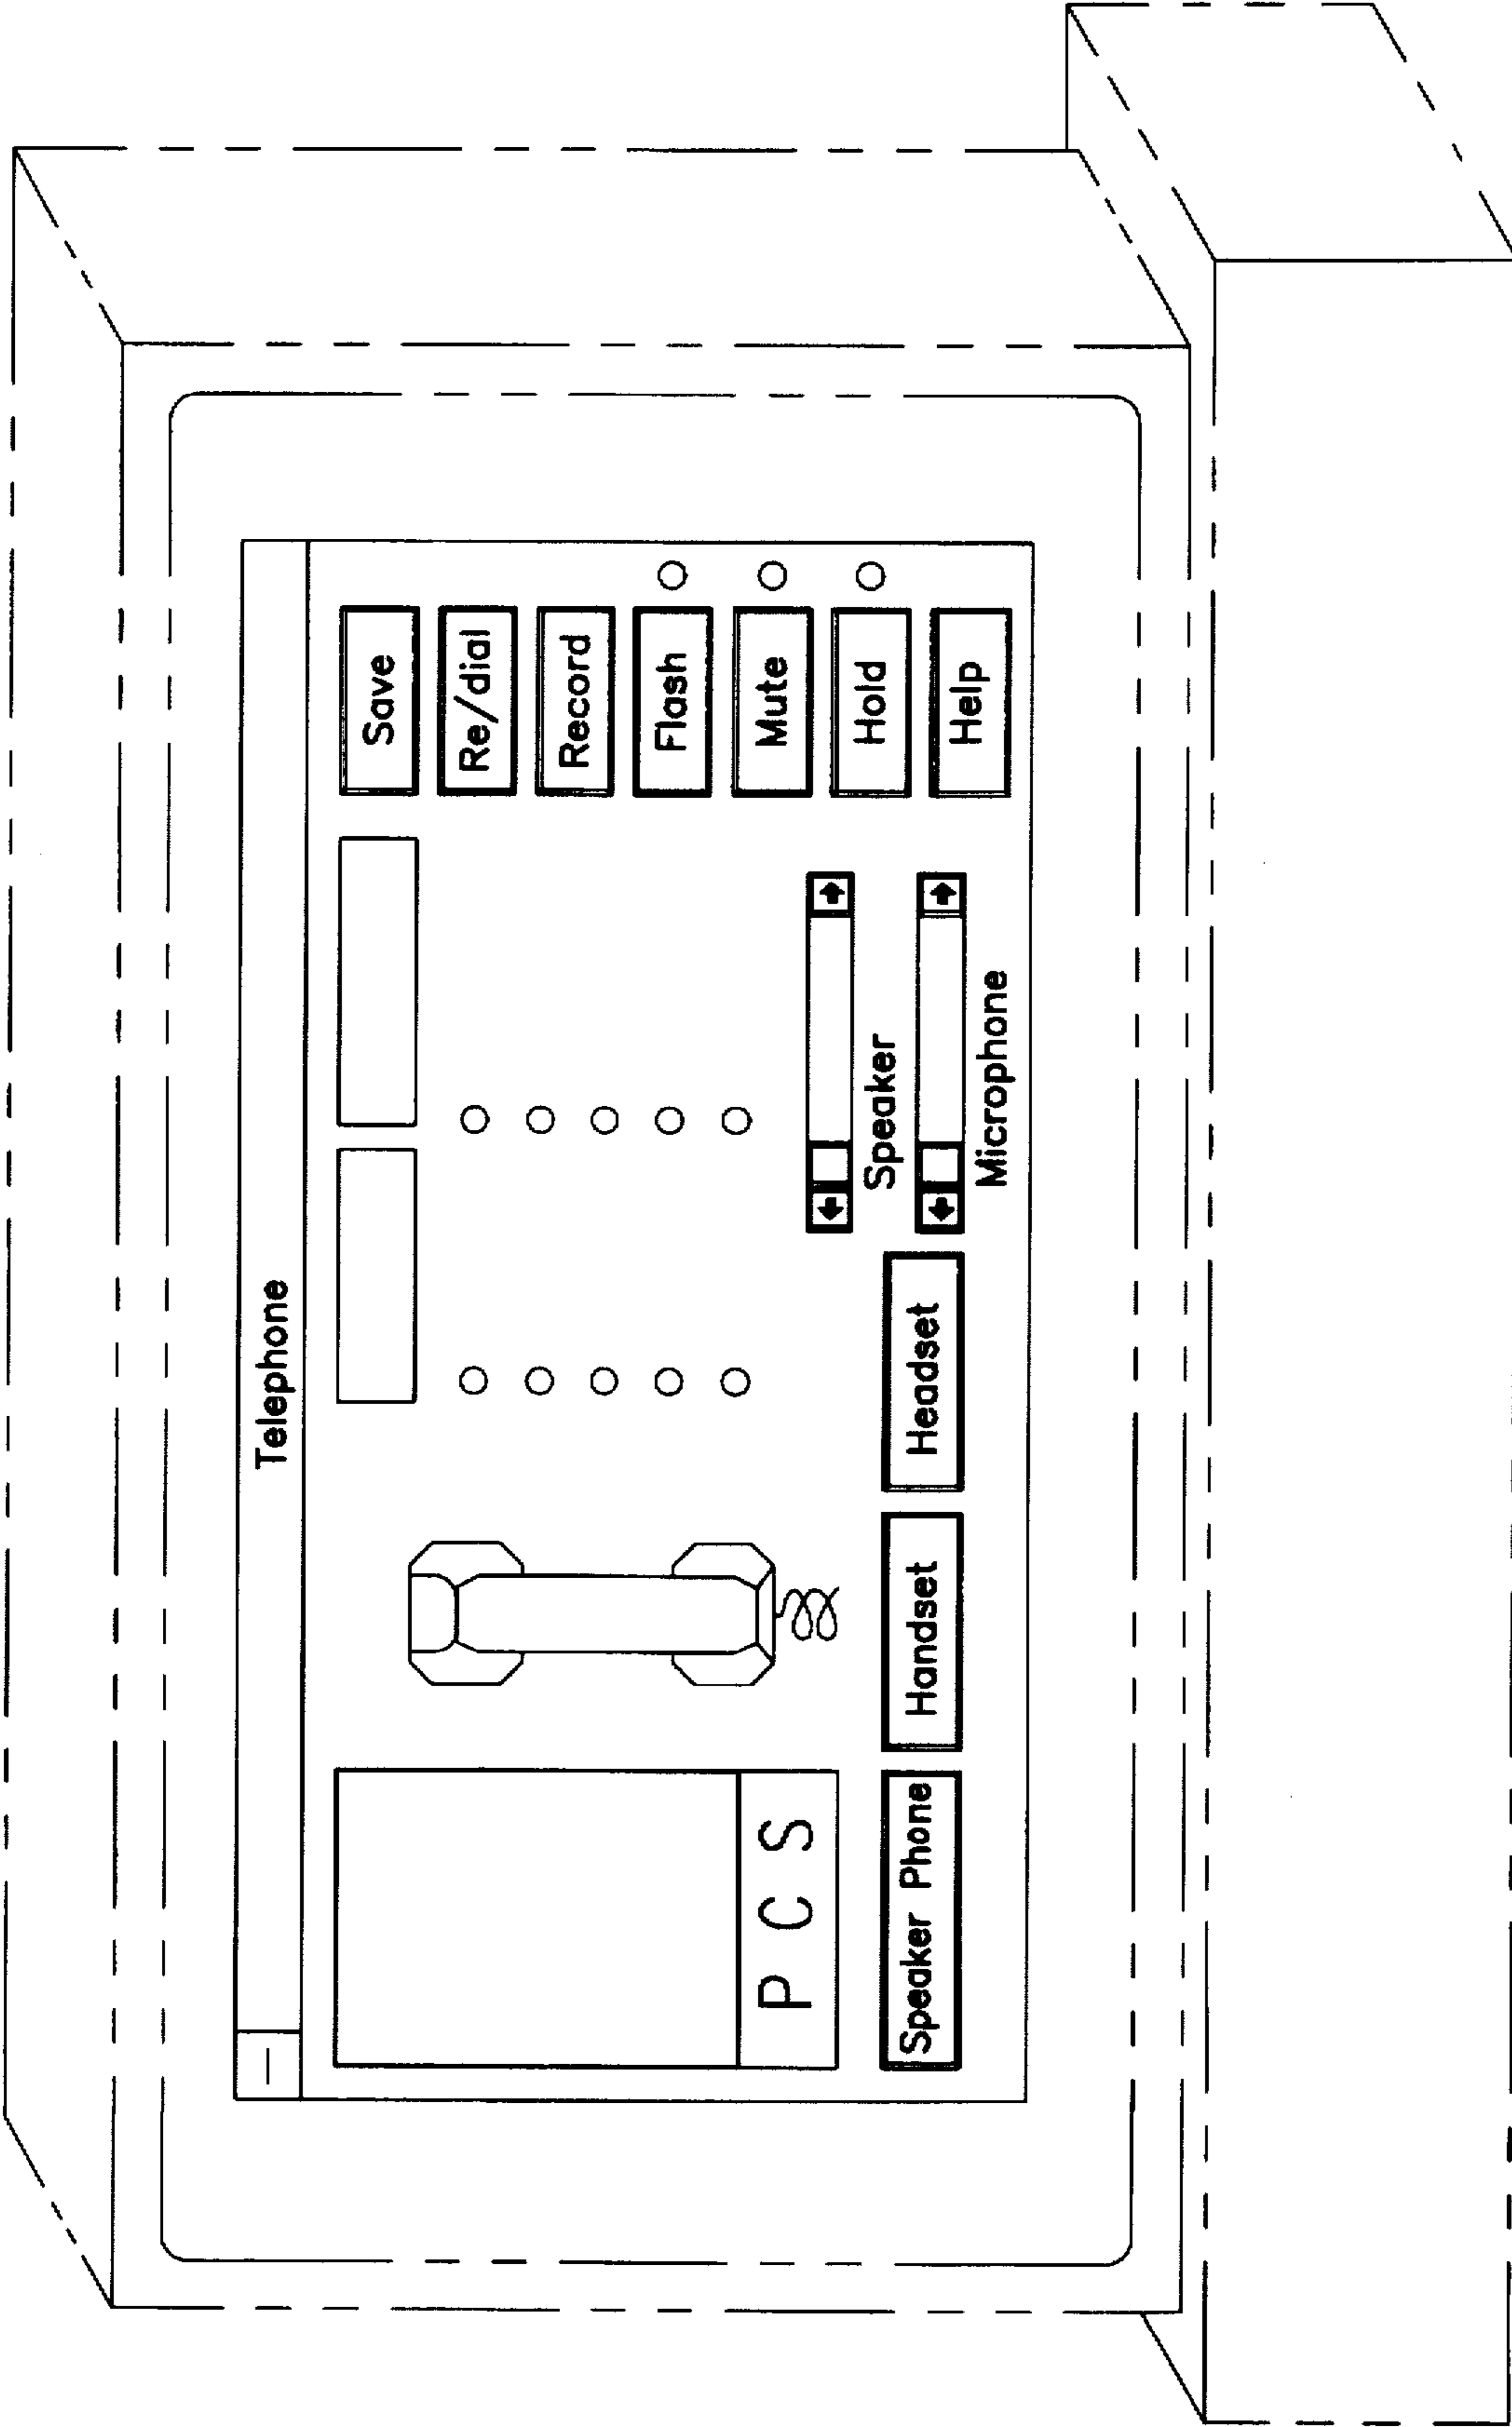 Telephone
Save
Re/dial
Record
Flash
Mute
Hold
Help
P C S
Speaker
Microphone
Speaker Phone
Handset
Headset